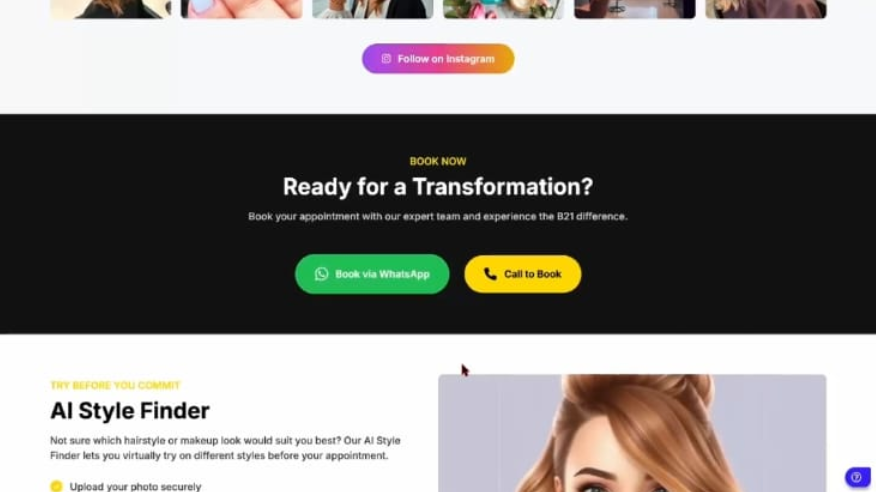 Follow on Instagram
BOOK NOW
Ready for a Transformation?
Book your appointment with our expert team and experience the B21 difference.
Book via WhatsApp
Call to Book
TRY BEFORE YOU COMMIT
AI Style Finder
Not sure which hairstyle or makeup look would suit you best? Our AI Style
Finder lets you virtually try on different styles before your appointment.
Upload your photo securely